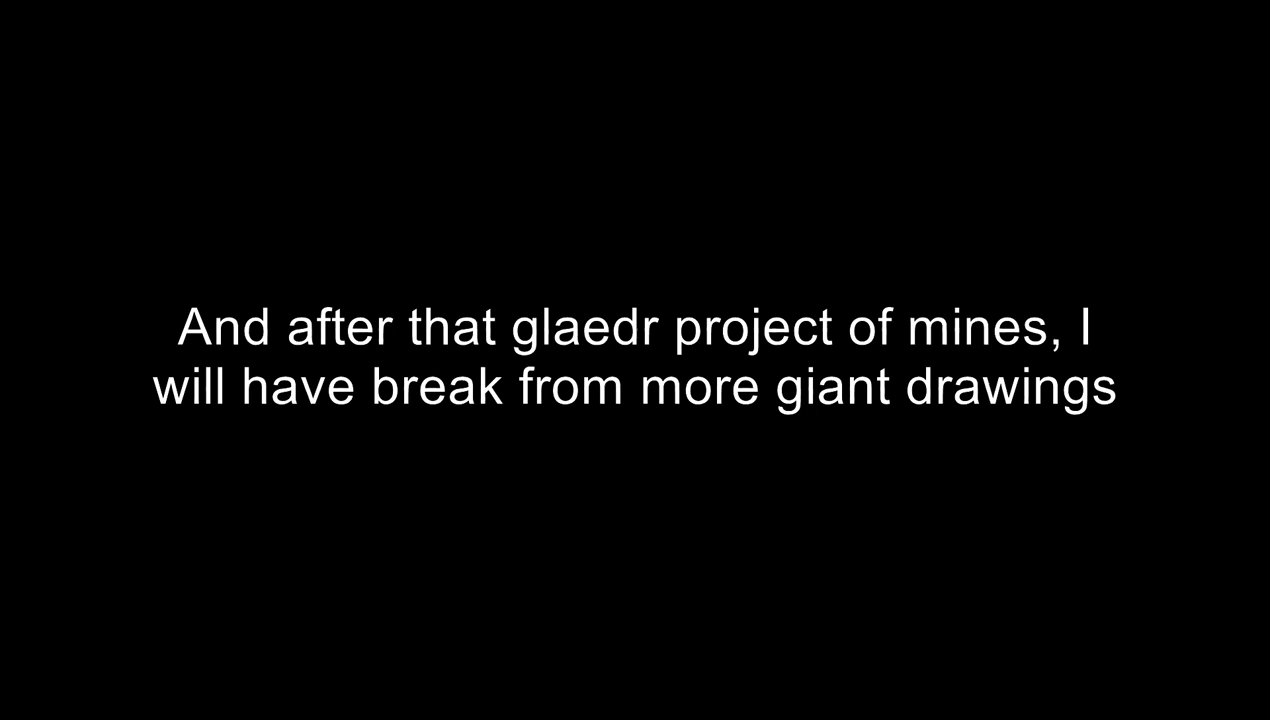 And after that glaedr project of mines, I
will have break from more giant drawings